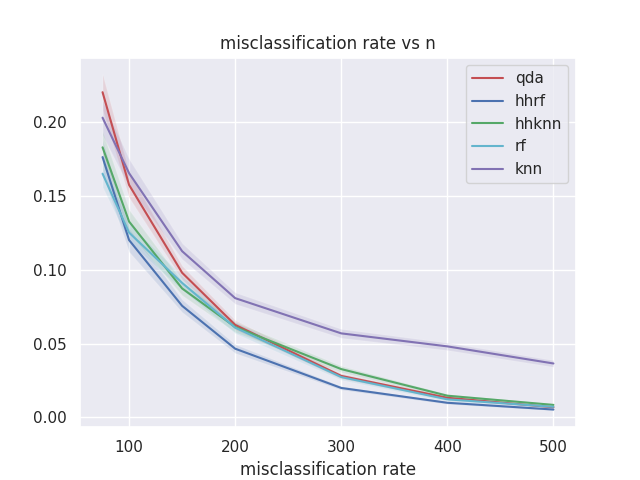 misclassification rate vs n
qda
hhrf
hhknn
rf
knn
0.20
0.15
0.10
0.05
0.00
100 200 300 400 500
misclassification rate